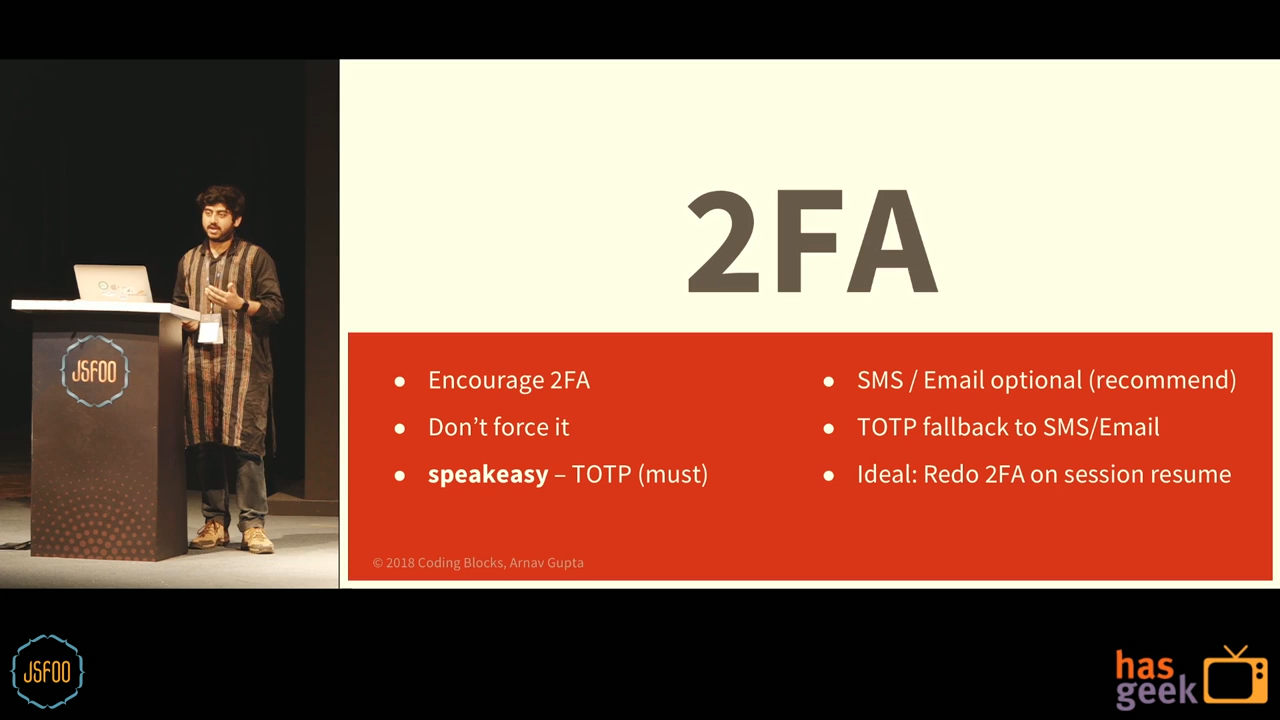 2FA
● Encourage 2FA
● Don’t force it
● speakeasy – TOTP (must)
● SMS / Email optional (recommend)
● TOTP fallback to SMS/Email
● Ideal: Redo 2FA on session resume
© 2018 Coding Blocks, Arnav Gupta
JSFOO
JSFOO
has
geek